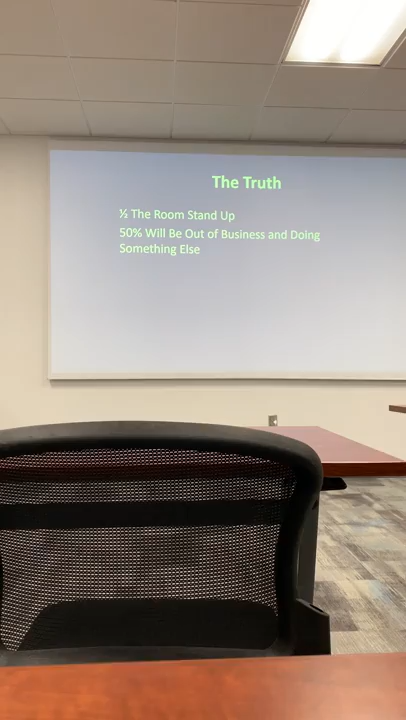 The Truth
½ The Room Stand Up
50% Will Be Out of Business and Doing
Something Else